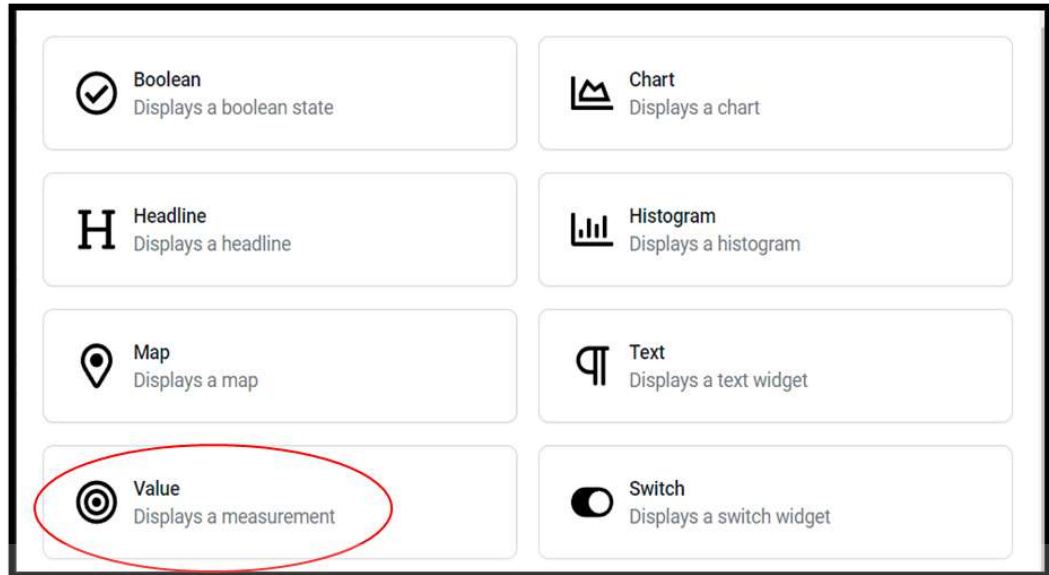 Boolean
Displays a boolean state
Chart
Displays a chart
Headline
Displays a headline
Histogram
Displays a histogram
Map
Displays a map
Text
Displays a text widget
Value
Displays a measurement
Switch
Displays a switch widget